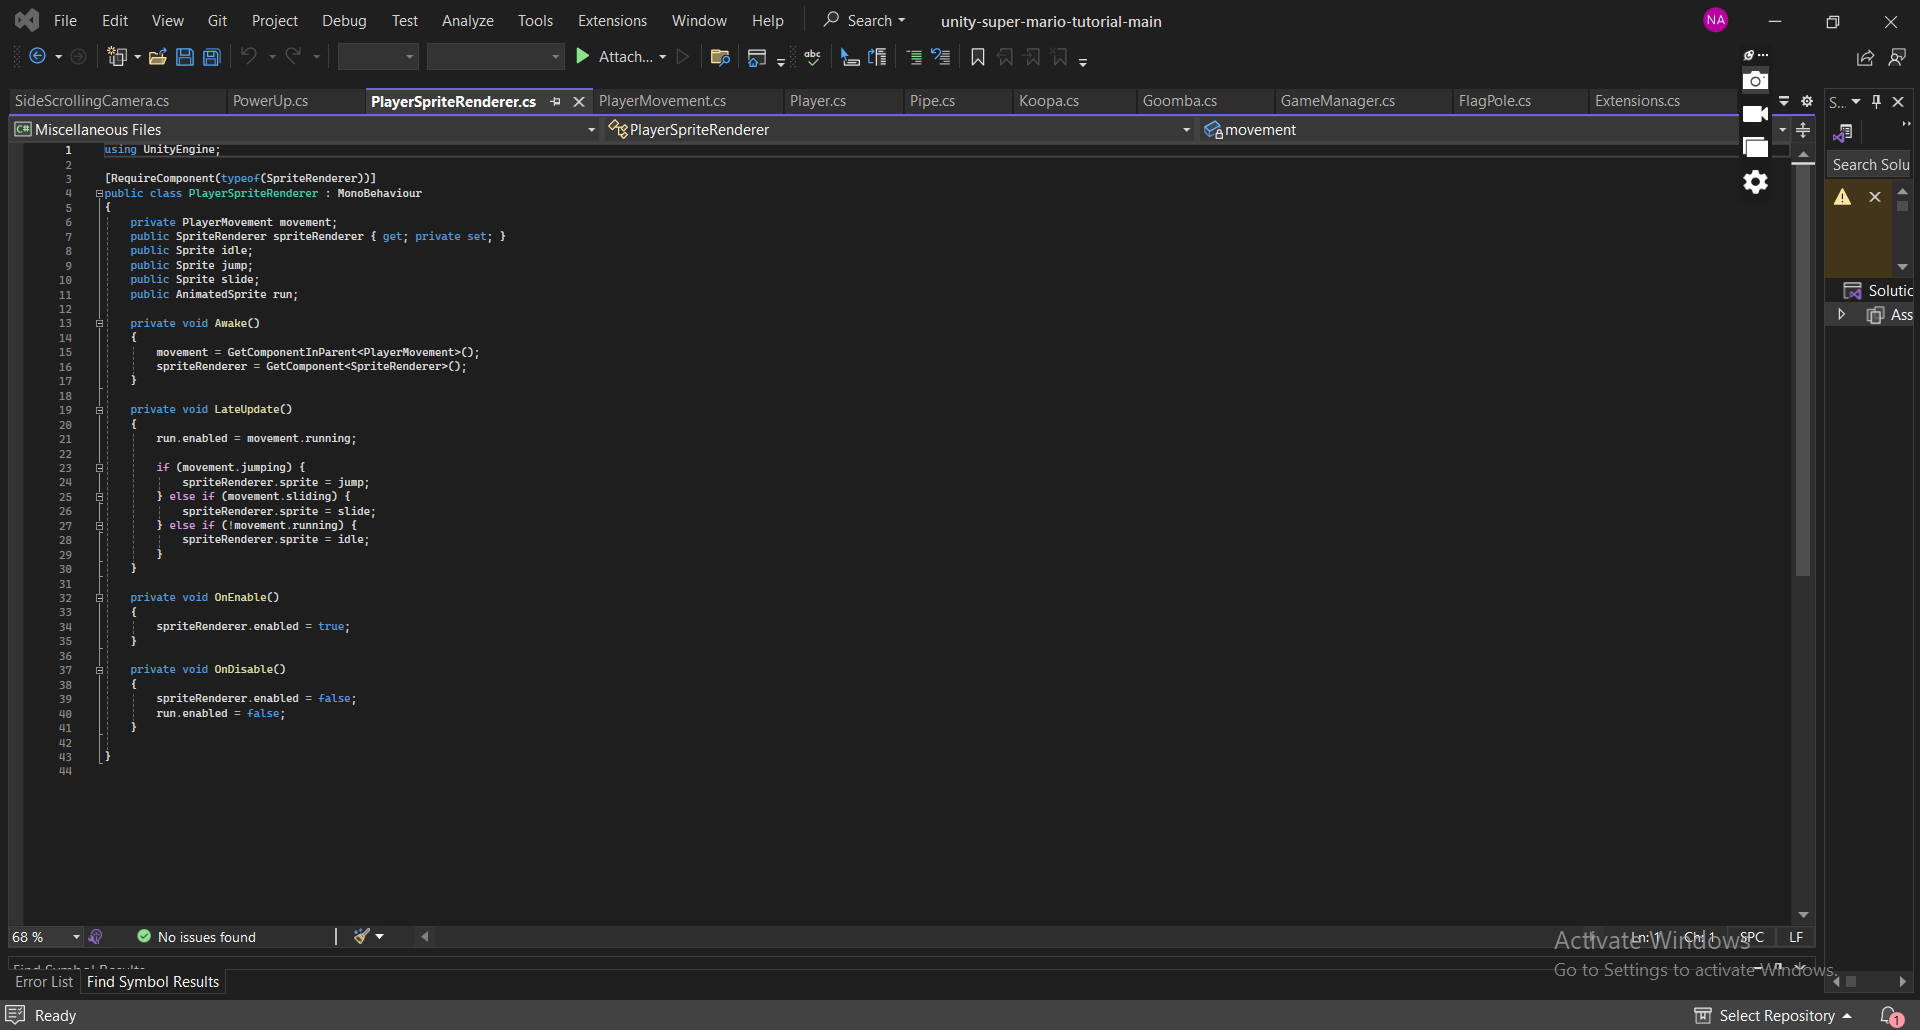 File Edit View Git Project Debug Test Analyze Tools Extensions Window Help Search unity-super-mario-tutorial-main NA
Attach...
SideScrollingCamera.cs PowerUp.cs PlayerSpriteRenderer.cs PlayerMovement.cs Player.cs Pipe.cs Koopa.cs Goomba.cs GameManager.cs FlagPole.cs Extensions.cs S...
C# Miscellaneous Files PlayerSpriteRenderer movement
Search Solu
Solutic
Ass
1 using UnityEngine;
2
3 [RequireComponent(typeof(SpriteRenderer))]
4 public class PlayerSpriteRenderer : MonoBehaviour
5 {
6 private PlayerMovement movement;
7 public SpriteRenderer spriteRenderer { get; private set; }
8 public Sprite idle;
9 public Sprite jump;
10 public Sprite slide;
11 public AnimatedSprite run;
12
13 private void Awake()
14 {
15 movement = GetComponentInParent<PlayerMovement>();
16 spriteRenderer = GetComponent<SpriteRenderer>();
17 }
18
19 private void LateUpdate()
20 {
21 run.enabled = movement.running;
22
23 if (movement.jumping) {
24 spriteRenderer.sprite = jump;
25 } else if (movement.sliding) {
26 spriteRenderer.sprite = slide;
27 } else if (!movement.running) {
28 spriteRenderer.sprite = idle;
29 }
30 }
31
32 private void OnEnable()
33 {
34 spriteRenderer.enabled = true;
35 }
36
37 private void OnDisable()
38 {
39 spriteRenderer.enabled = false;
40 run.enabled = false;
41 }
42
43 }
44
68 % No issues found Ln: 1 Ch: 1 SPC LF
Activate Windows
Go to Settings to activate Windows.
Find Symbol Results
Error List Find Symbol Results
Ready Select Repository 1